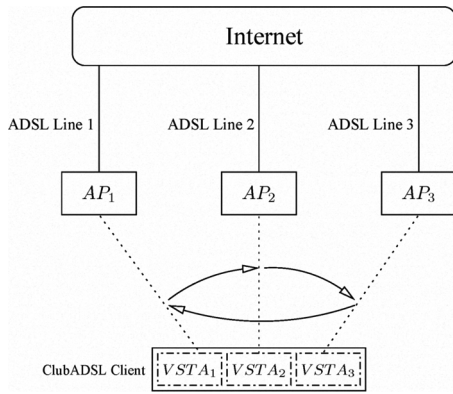 Internet
ADSL Line 1
ADSL Line 2
ADSL Line 3
AP₁
AP₂
AP₃
ClubADSL Client
VSTA₁
VSTA₂
VSTA₃